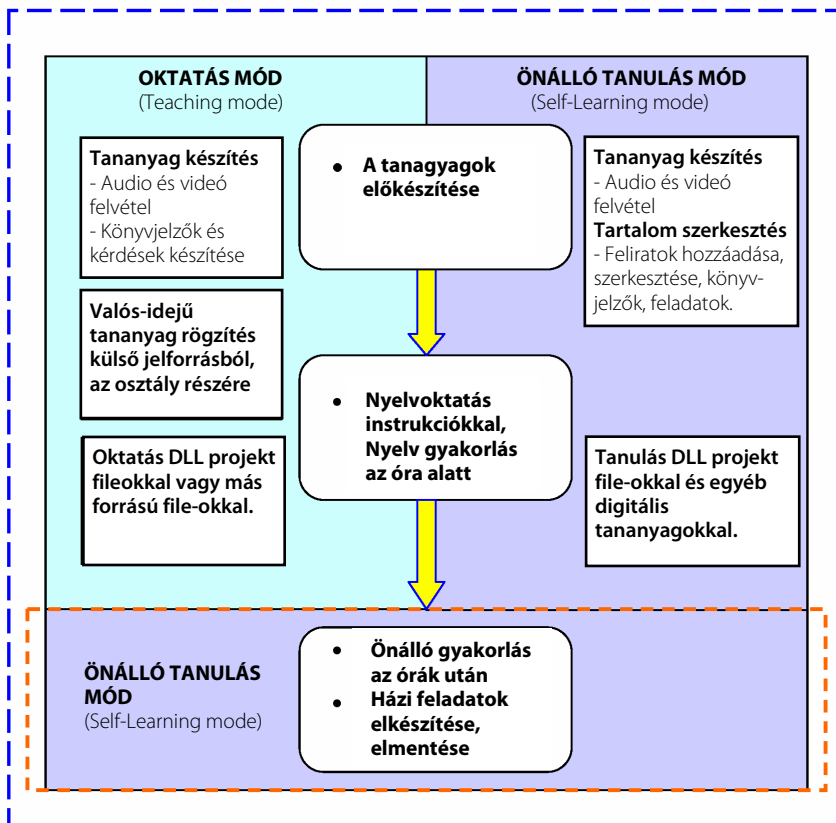 OKTATÁS MÓD
(Teaching mode)
ÖNÁLLÓ TANULÁS MÓD
(Self-Learning mode)
Tananyag készítés
- Audio és videó
felvétel
- Könyvjelzők és
kérdések készítése
• A tanagyagok
előkészítése
Tananyag készítés
- Audio és videó
felvétel
Tartalom szerkesztés
- Feliratok hozzáadása,
szerkesztése, könyv-
jelzők, feladatok.
Valós-idejű
tananyag rögzítés
külső jelforrásból,
az osztály részére
• Nyelvoktatás
instrukciókkal,
Nyelv gyakorlás
az óra alatt
Oktatás DLL projekt
fileokkal vagy más
forrású file-okkal.
Tanulás DLL projekt
file-okkal és egyéb
digitális
tananyagokkal.
ÖNÁLLÓ TANULÁS
MÓD
(Self-Learning mode)
• Önálló gyakorlás
az órák után
• Házi feladatok
elkészítése,
elmentése